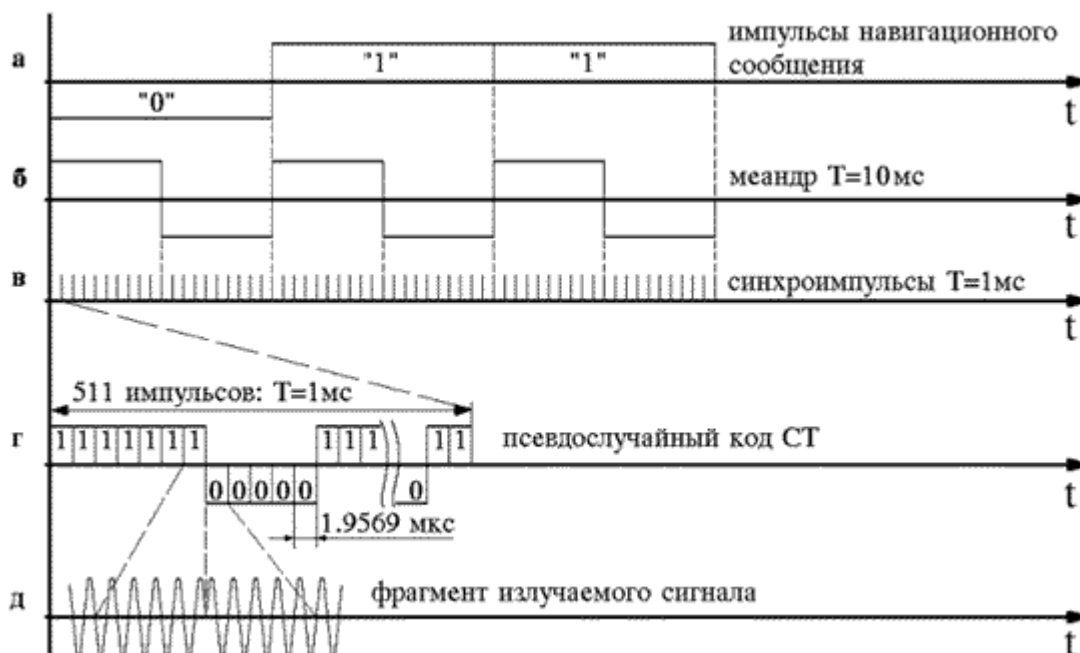 а
импульсы навигационного
сообщения
"0"
"1"
"1"
t
б
меандр T=10мс
t
в
синхроимпульсы T=1мс
t
511 импульсов: T=1мс
г
1 1 1 1 1 1 1
0 0 0 0 0
1 1 1
0
1 1
псевдослучайный код СТ
t
1.9569 мкс
д
фрагмент излучаемого сигнала
t